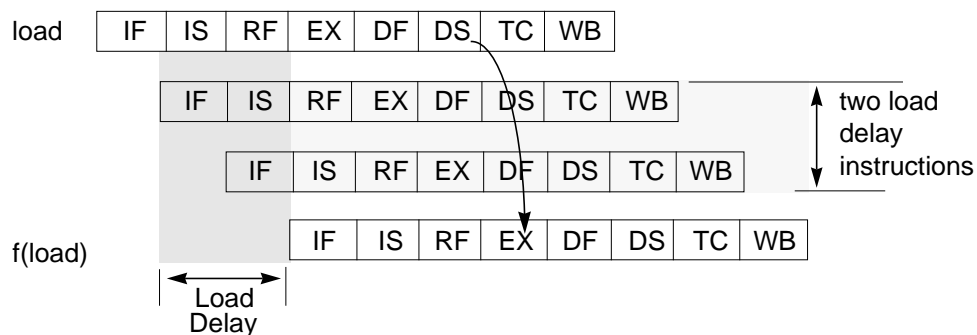 load IF IS RF EX DF DS TC WB
IF IS RF EX DF DS TC WB
two load
delay
instructions
IF IS RF EX DF DS TC WB
f(load) IF IS RF EX DF DS TC WB
Load
Delay